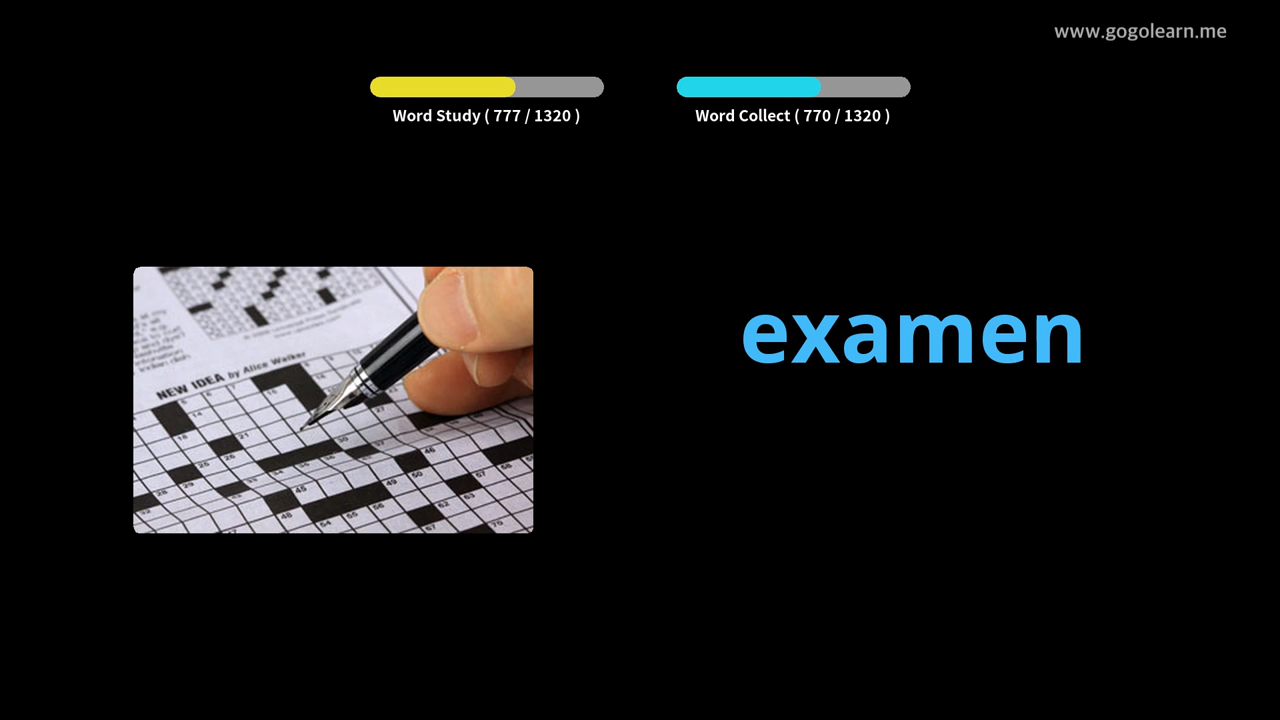 www.gogolearn.me
Word Study ( 777 / 1320 )
Word Collect ( 770 / 1320 )
examen
NEW IDEA by Alice Walker